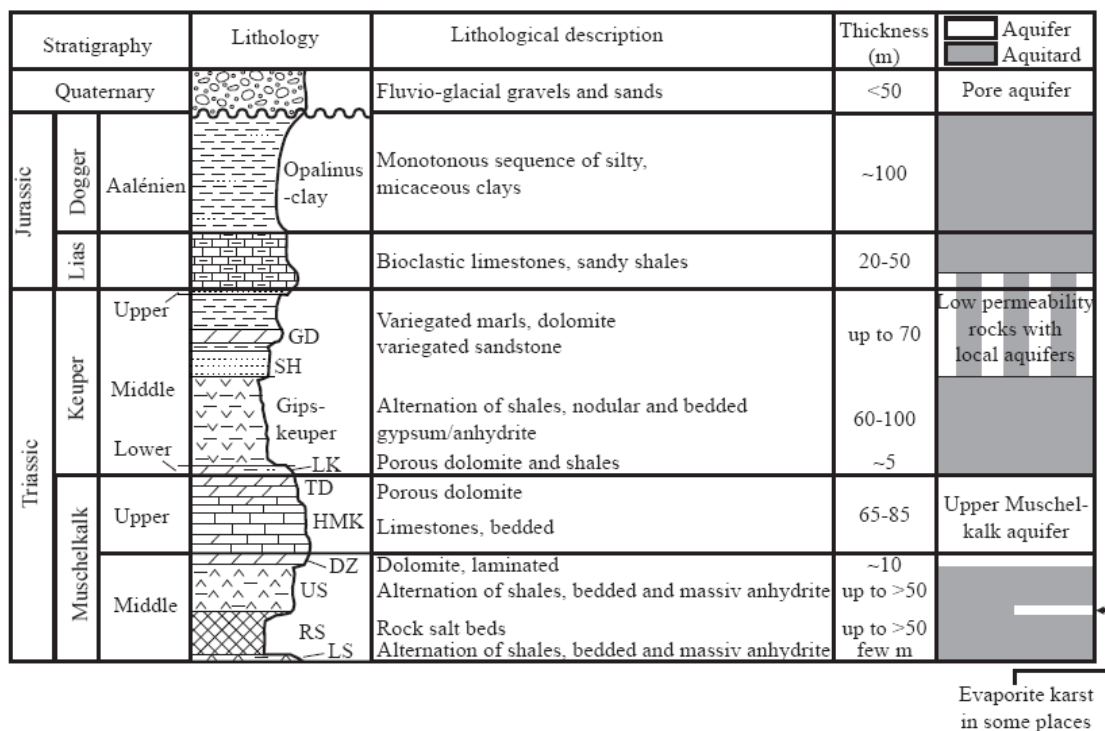 Stratigraphy
Lithology
Lithological description
Thickness
(m)
Aquifer
Aquitard
Quaternary
Fluvio-glacial gravels and sands
<50
Pore aquifer
Jurassic
Dogger
Aalénien
Opalinus
-clay
Monotonous sequence of silty,
micaceous clays
~100
Lias
Bioclastic limestones, sandy shales
20-50
Triassic
Keuper
Upper
GD
SH
Variegated marls, dolomite
variegated sandstone
up to 70
Low permeability
rocks with
local aquifers
Middle
Gips-
keuper
Alternation of shales, nodular and bedded
gypsum/anhydrite
60-100
Lower
LK
Porous dolomite and shales
~5
Muschelkalk
Upper
TD
HMK
Porous dolomite
Limestones, bedded
65-85
Upper Muschel-
kalk aquifer
Middle
DZ
Dolomite, laminated
~10
US
Alternation of shales, bedded and massiv anhydrite
up to >50
RS
Rock salt beds
up to >50
LS
Alternation of shales, bedded and massiv anhydrite
few m
Evaporite karst
in some places